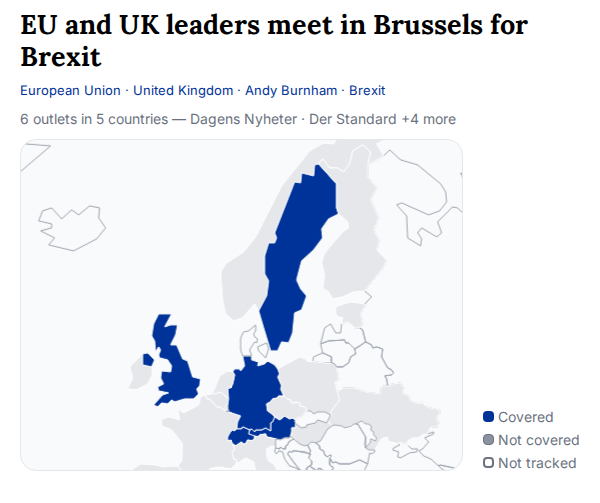 EU and UK leaders meet in Brussels for
Brexit
European Union · United Kingdom · Andy Burnham · Brexit
6 outlets in 5 countries — Dagens Nyheter · Der Standard +4 more
Covered
Not covered
Not tracked